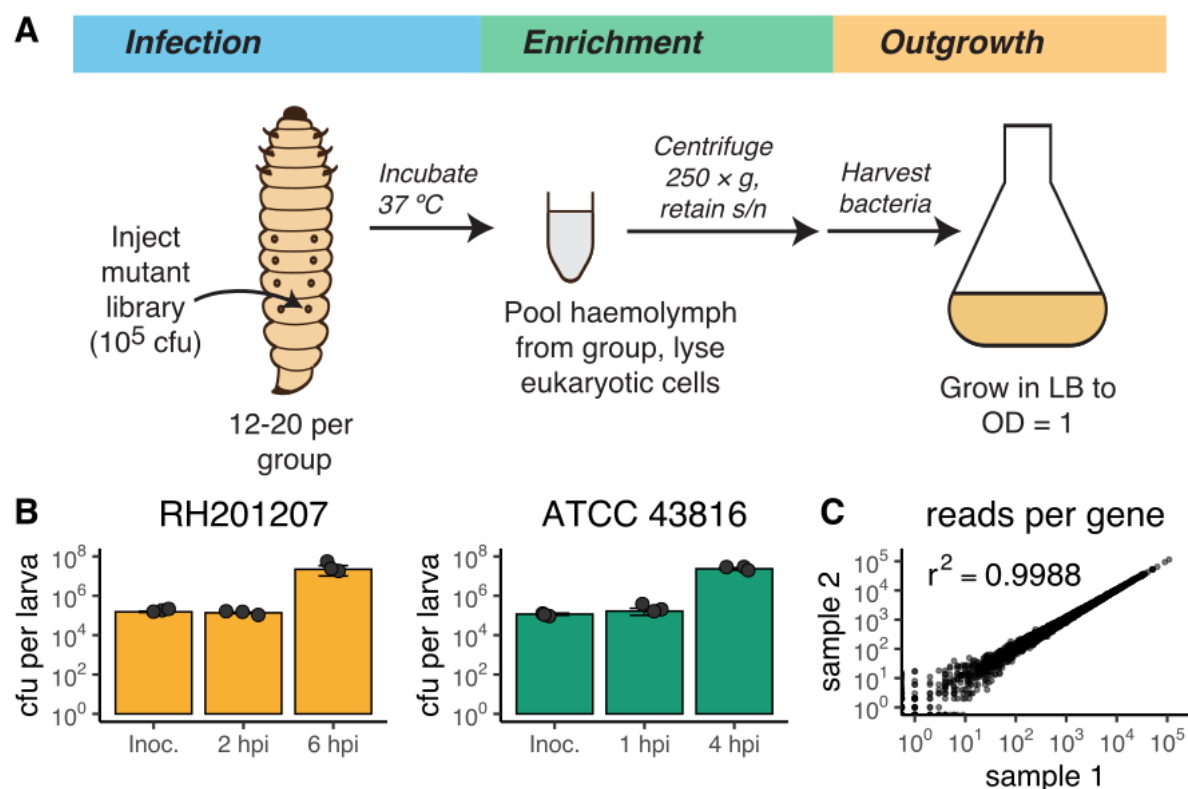 A
Infection
Enrichment
Outgrowth
Inject
mutant
library
(10⁵ cfu)
12-20 per
group
Incubate
37 ºC
Pool haemolymph
from group, lyse
eukaryotic cells
Centrifuge
250 × g,
retain s/n
Harvest
bacteria
Grow in LB to
OD = 1
B
RH201207
cfu per larva
10⁸
10⁶
10⁴
10²
10⁰
Inoc.
2 hpi
6 hpi
ATCC 43816
cfu per larva
10⁸
10⁶
10⁴
10²
10⁰
Inoc.
1 hpi
4 hpi
C
reads per gene
r² = 0.9988
sample 2
10⁵
10⁴
10³
10²
10¹
10⁰
10⁰
10¹
10²
10³
10⁴
10⁵
sample 1